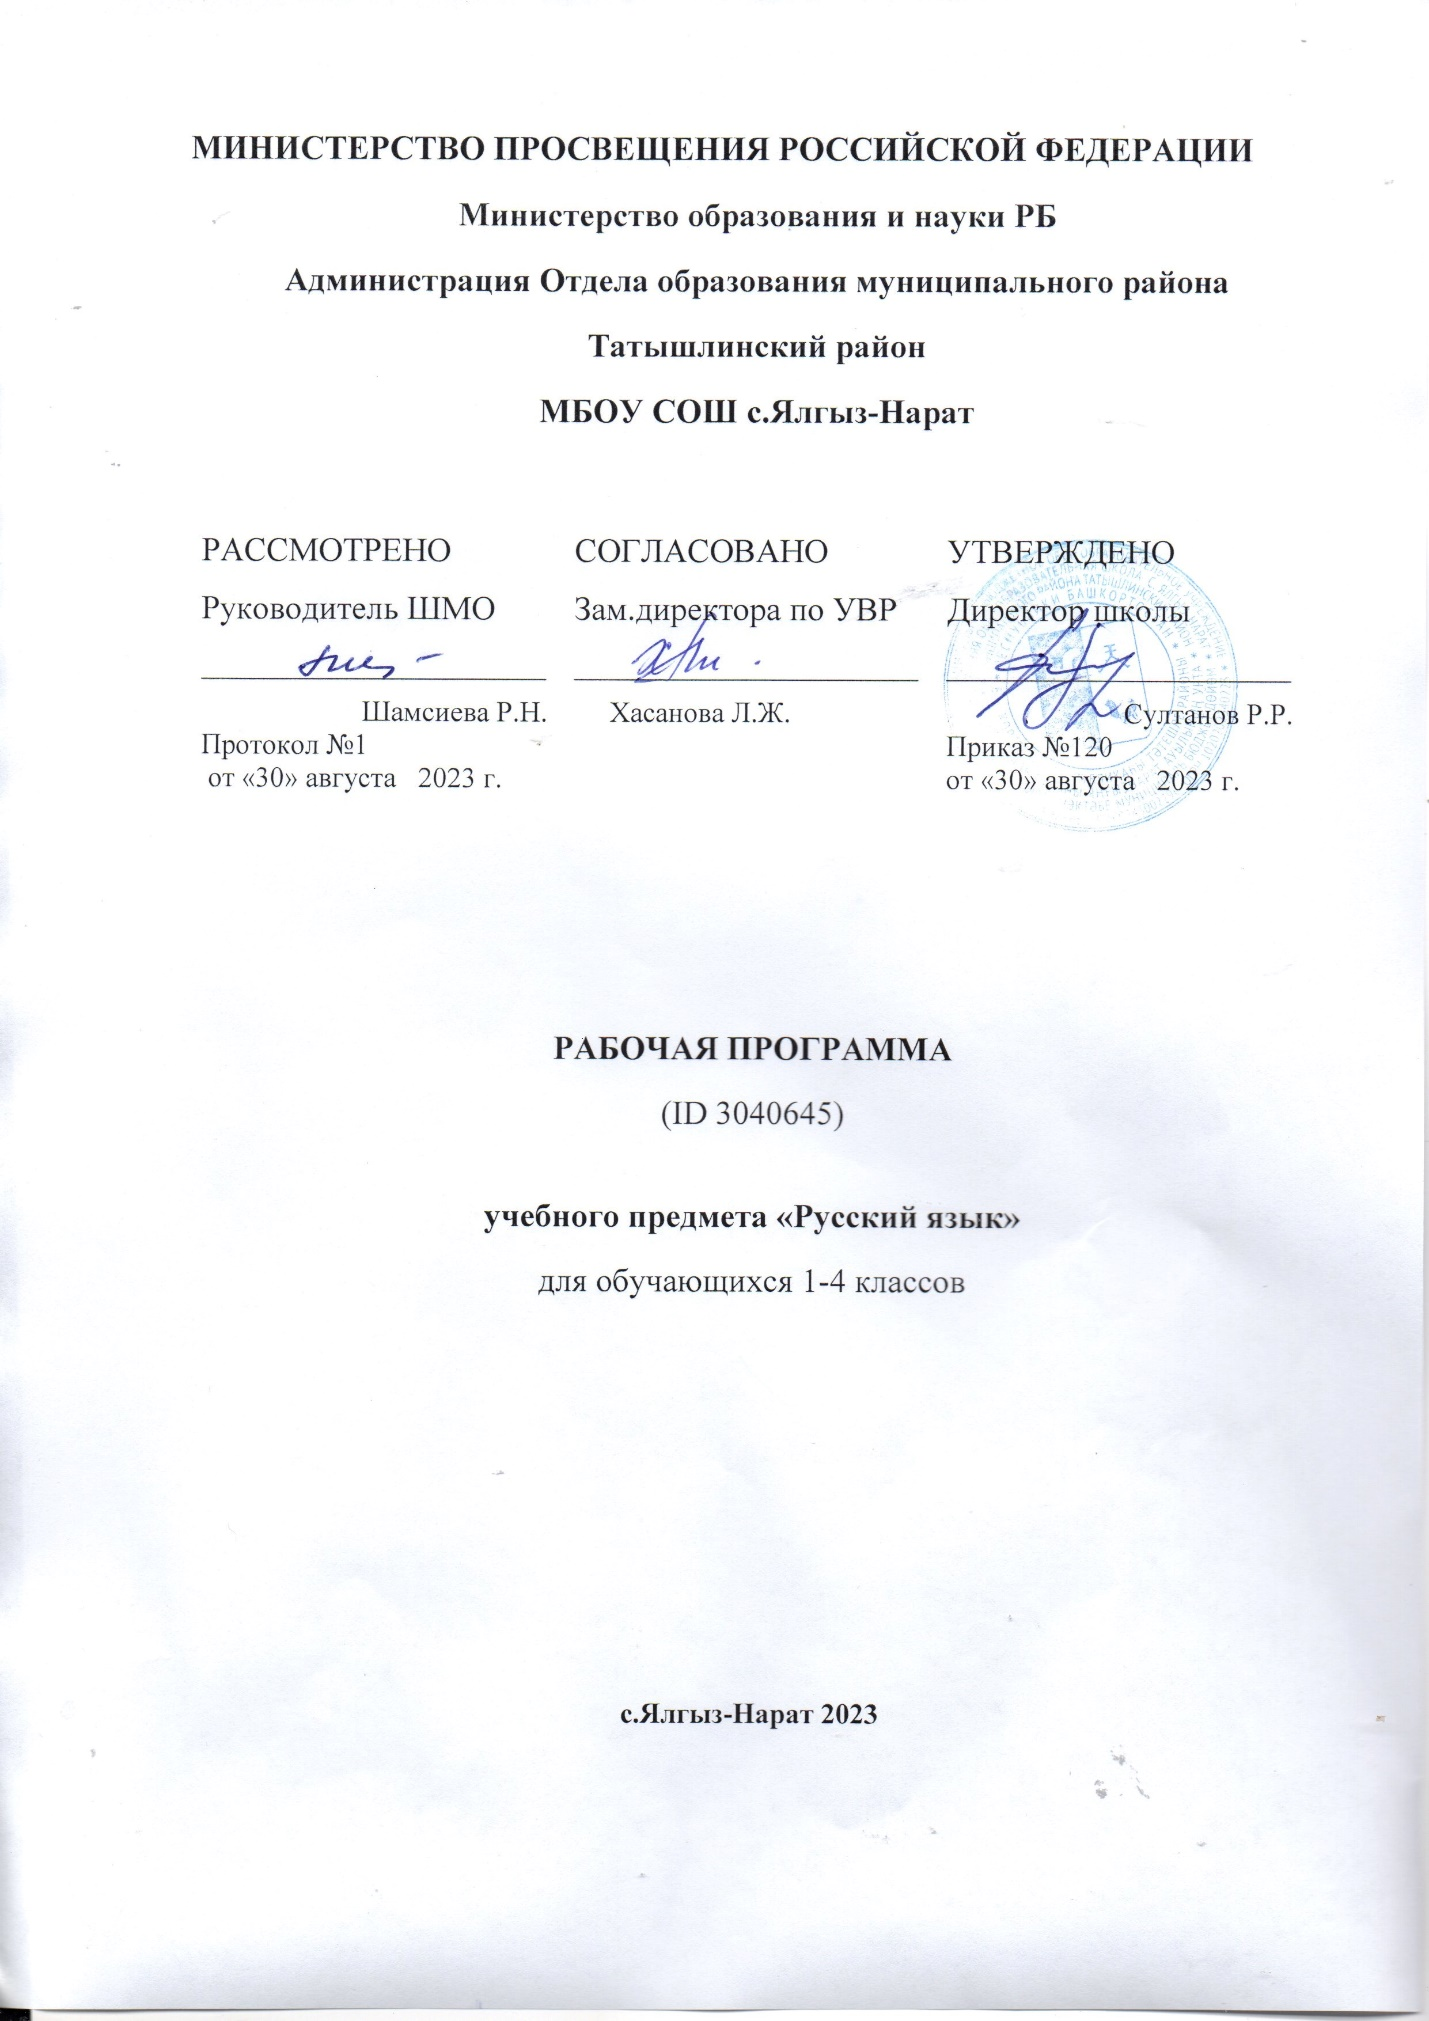 МИНИСТЕРСТВО ПРОСВЕЩЕНИЯ РОССИЙСКОЙ ФЕДЕРАЦИИ
Министерство образования и науки РБ
Администрация Отдела образования муниципального района
Татышлинский район
МБОУ СОШ с.Ялгыз-Нарат
РАССМОТРЕНО
Руководитель ШМО
Шамсиева Р.Н.
Протокол №1
от «30» августа 2023 г.
СОГЛАСОВАНО
Зам.директора по УВР
Хасанова Л.Ж.
УТВЕРЖДЕНО
Директор школы
Султанов Р.Р.
Приказ №120
от «30» августа 2023 г.
РАБОЧАЯ ПРОГРАММА
(ID 3040645)
учебного предмета «Русский язык»
для обучающихся 1-4 классов
с.Ялгыз-Нарат 2023